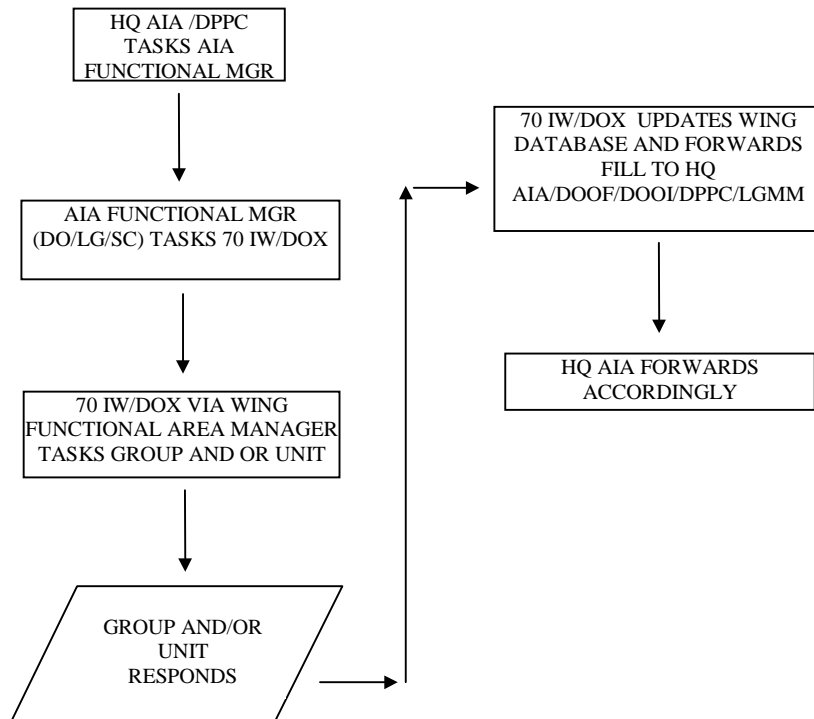 HQ AIA /DPPC
TASKS AIA
FUNCTIONAL MGR
AIA FUNCTIONAL MGR
(DO/LG/SC) TASKS 70 IW/DOX
70 IW/DOX VIA WING
FUNCTIONAL AREA MANAGER
TASKS GROUP AND OR UNIT
GROUP AND/OR
UNIT
RESPONDS
70 IW/DOX UPDATES WING
DATABASE AND FORWARDS
FILL TO HQ
AIA/DOOF/DOOI/DPPC/LGMM
HQ AIA FORWARDS
ACCORDINGLY